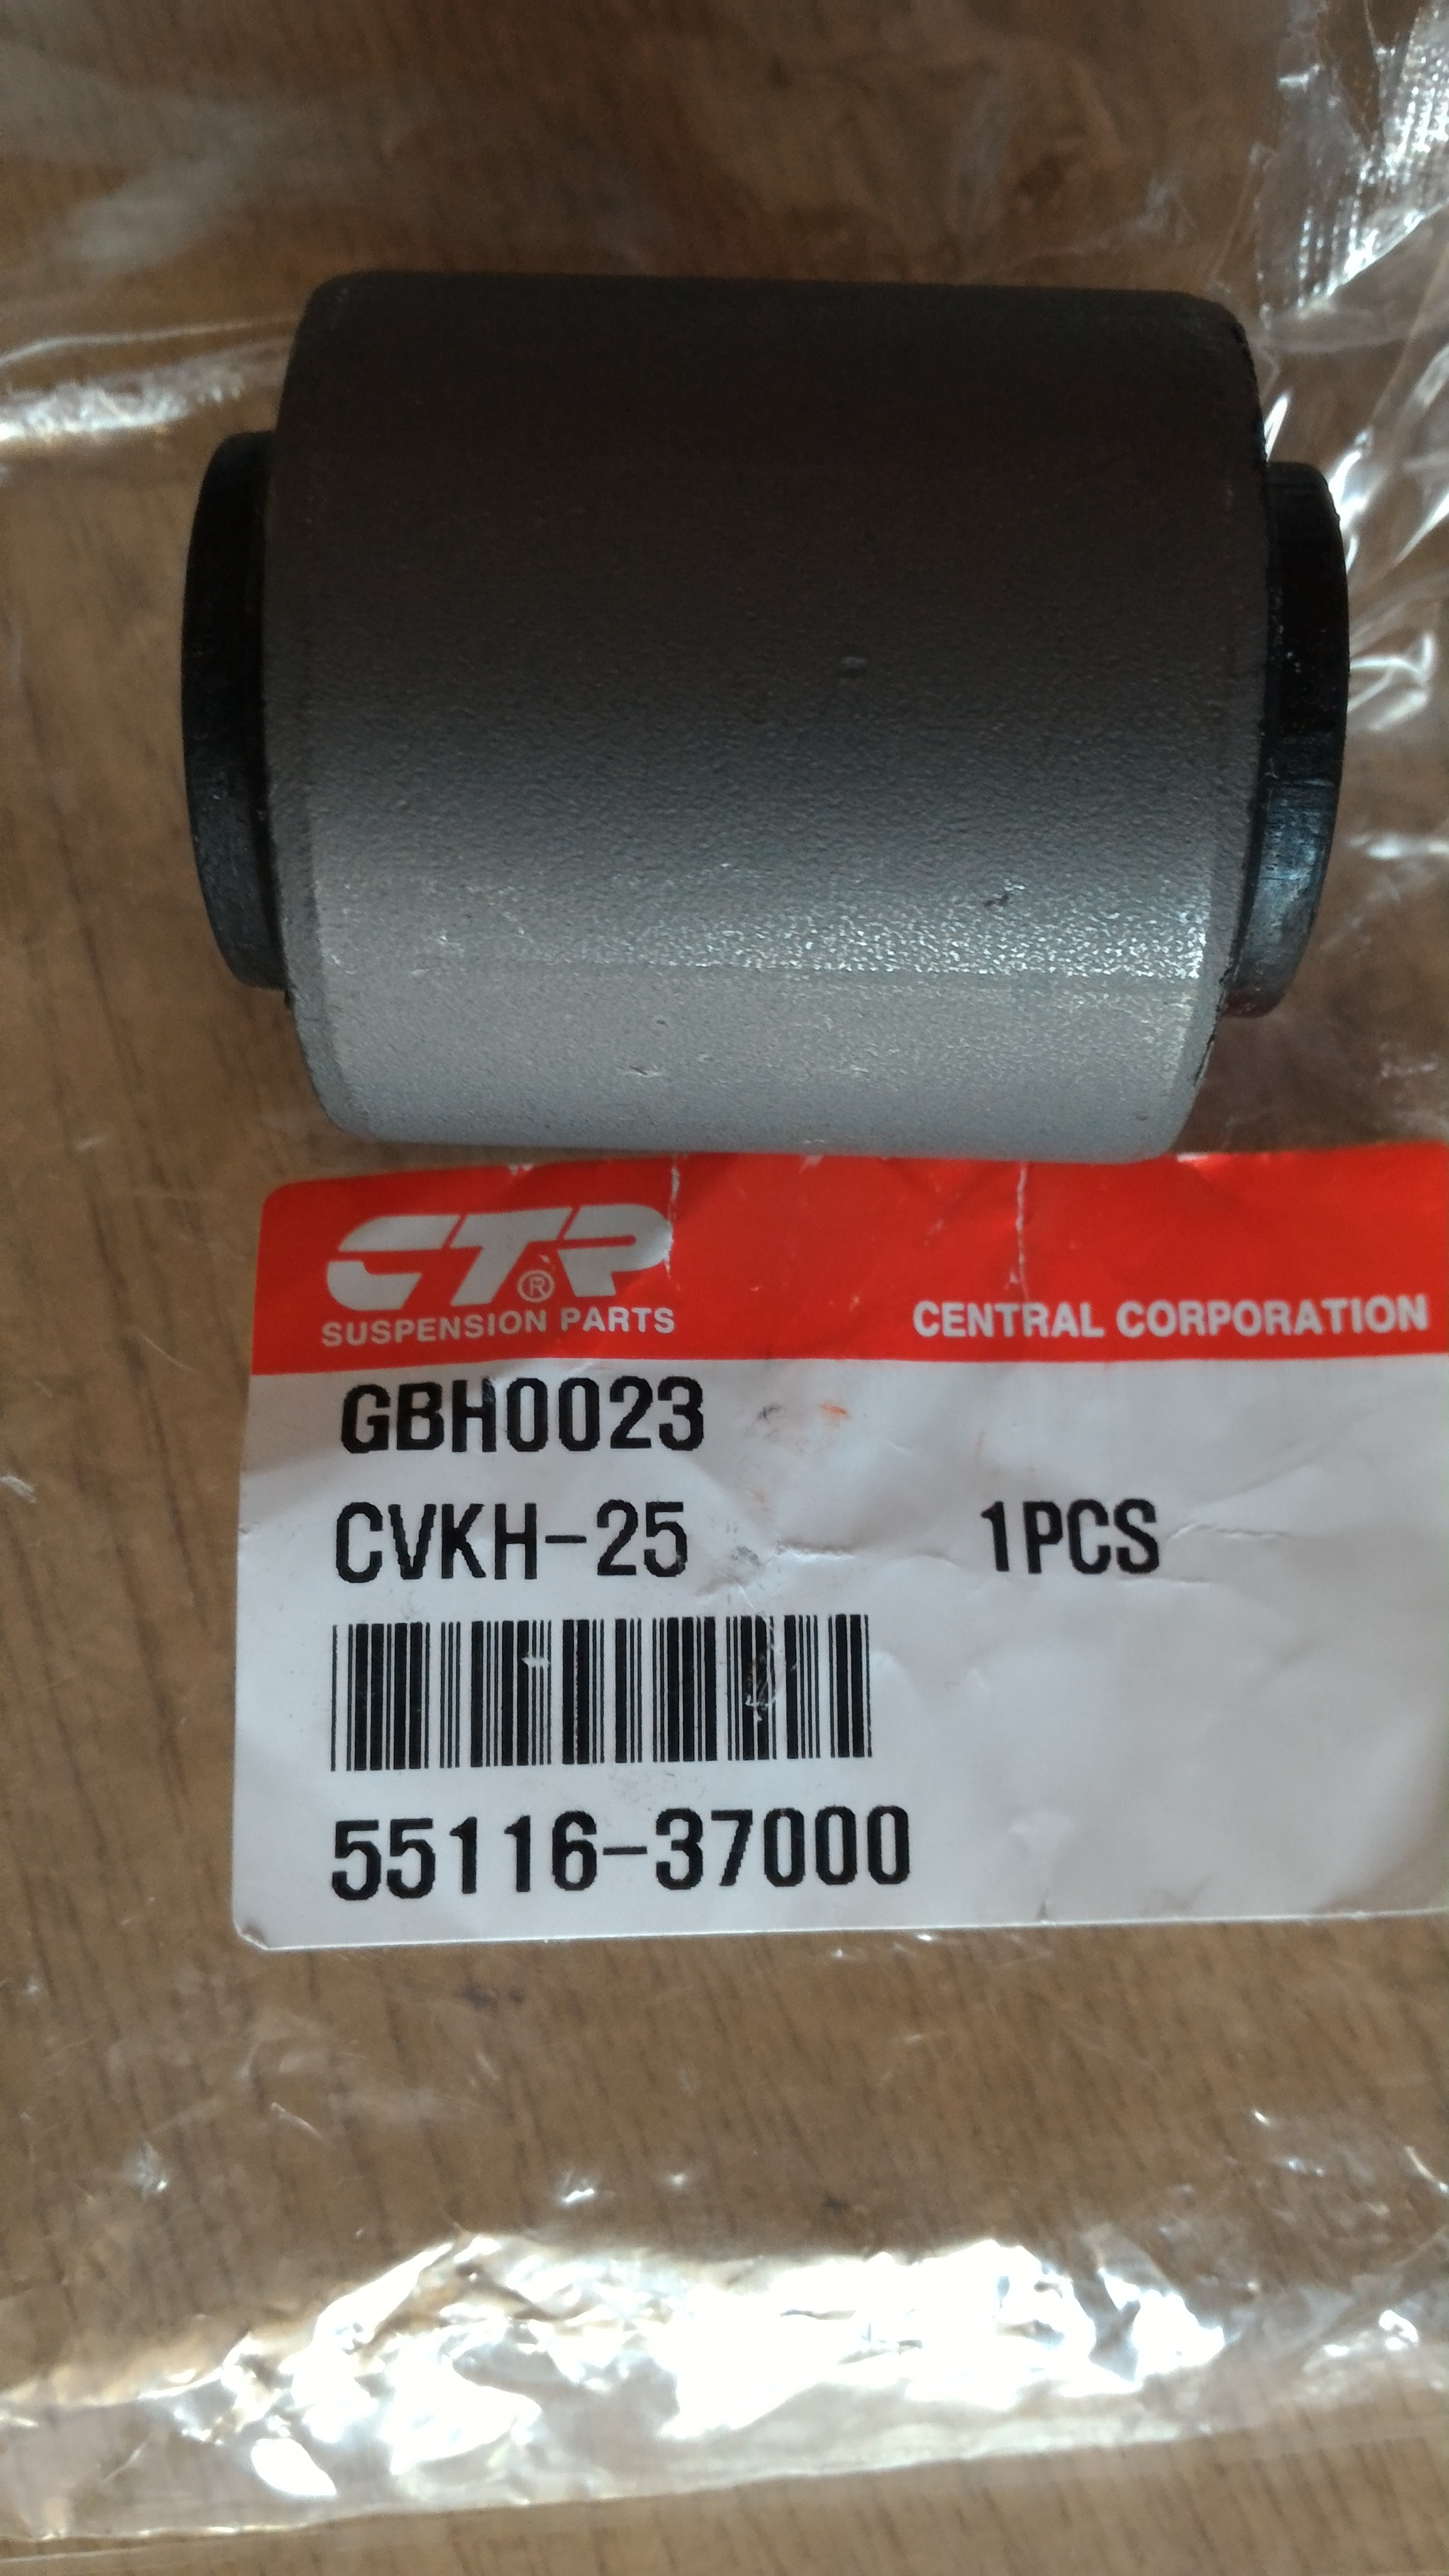 CTR®
SUSPENSION PARTS
CENTRAL CORPORATION
GBH0023
CVKH-25 1PCS
55116-37000